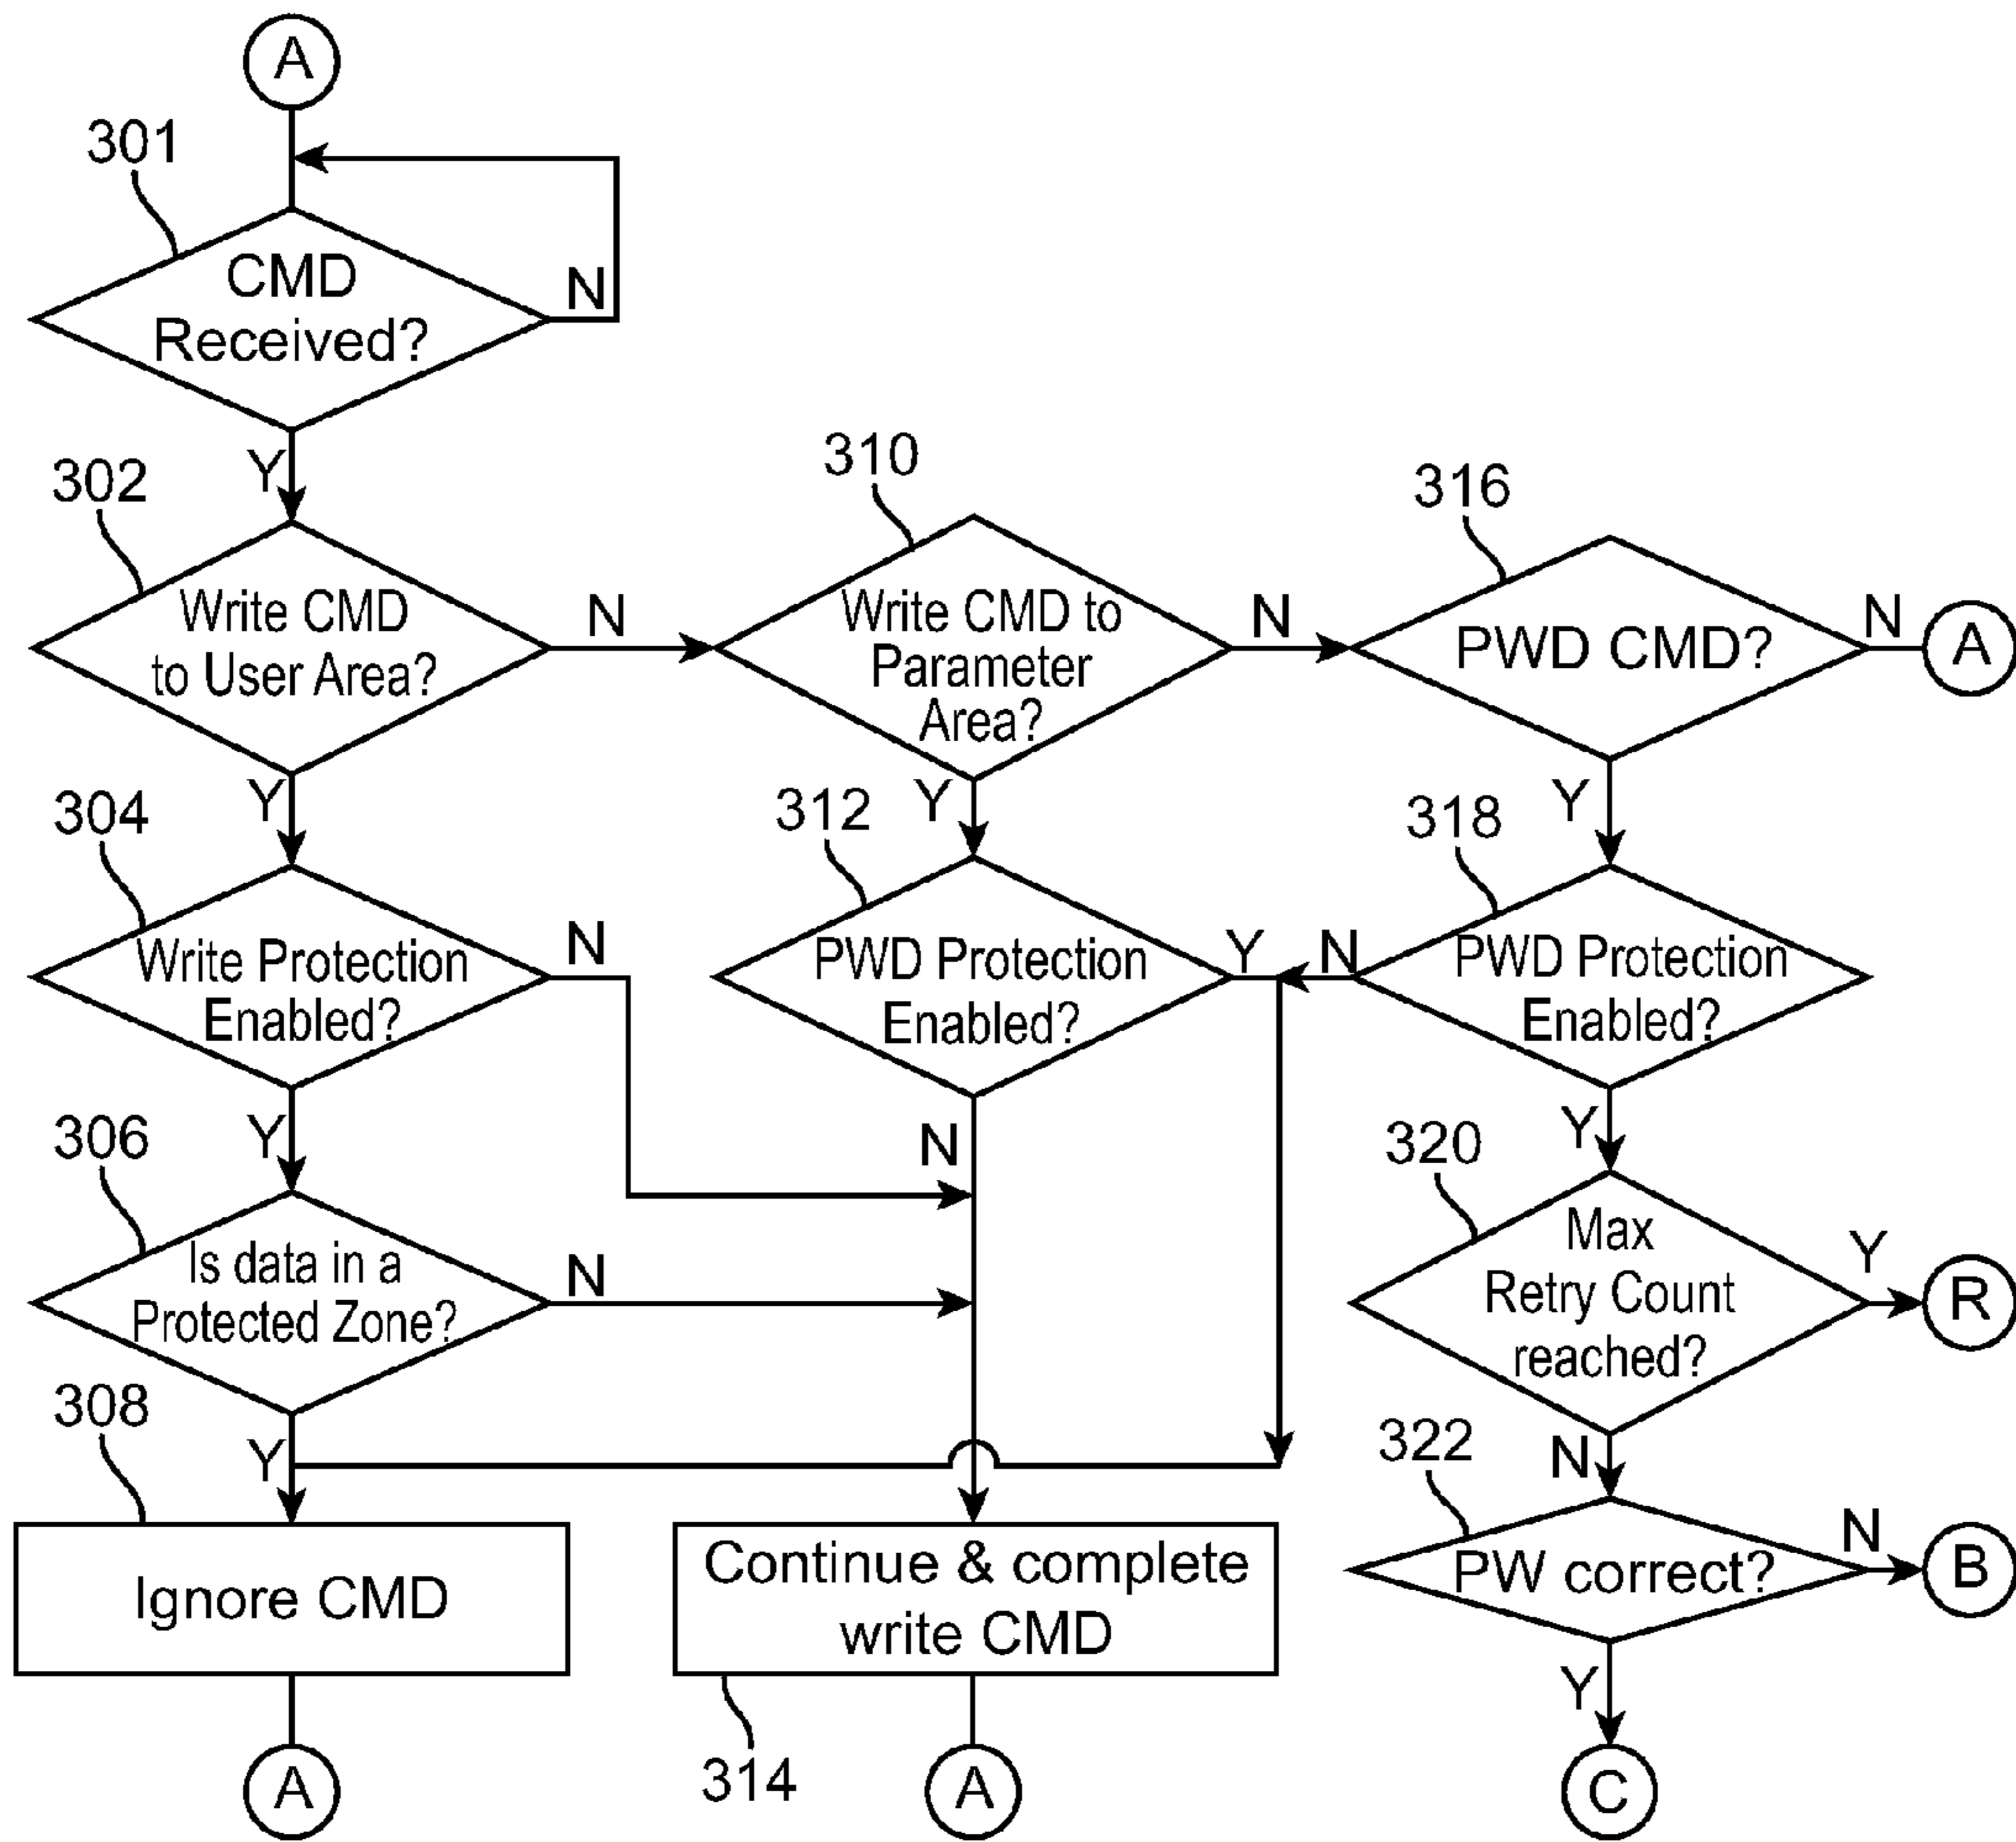 A
301
CMD
Received?
N
Y
302
Write CMD
to User Area?
N
310
Write CMD to
Parameter
Area?
N
316
PWD CMD?
N
A
Y
304
Write Protection
Enabled?
N
Y
312
PWD Protection
Enabled?
Y
N
Y
318
PWD Protection
Enabled?
N
Y
306
Is data in a
Protected Zone?
N
Y
320
Max
Retry Count
reached?
Y
R
N
308
Y
Ignore CMD
A
Continue & complete
write CMD
314
A
322
PW correct?
N
B
Y
C